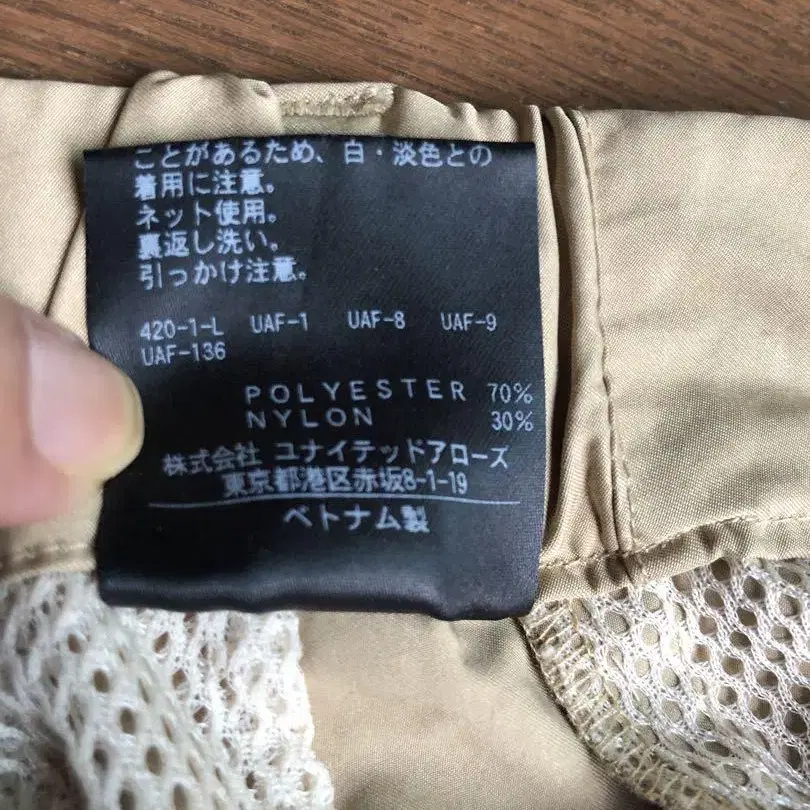 ことがあるため、白・淡色との
着用に注意。
ネット使用。
裏返し洗い。
引っかけ注意。
420-1-L UAF-1 UAF-8 UAF-9
UAF-136
POLYESTER 70%
NYLON 30%
株式会社 ユナイテッドアローズ
東京都港区赤坂8-1-19
ベトナム製